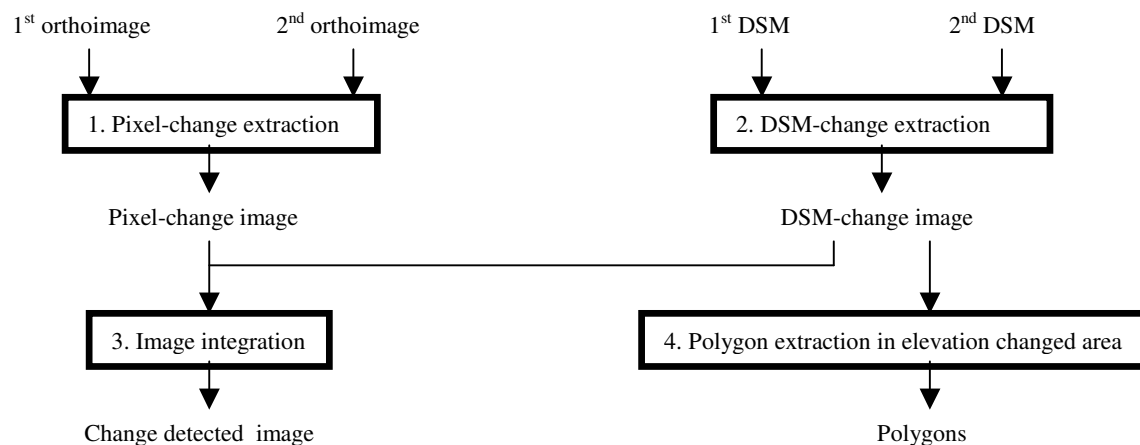 1st orthoimage
2nd orthoimage
1st DSM
2nd DSM
1. Pixel-change extraction
2. DSM-change extraction
Pixel-change image
DSM-change image
3. Image integration
4. Polygon extraction in elevation changed area
Change detected image
Polygons